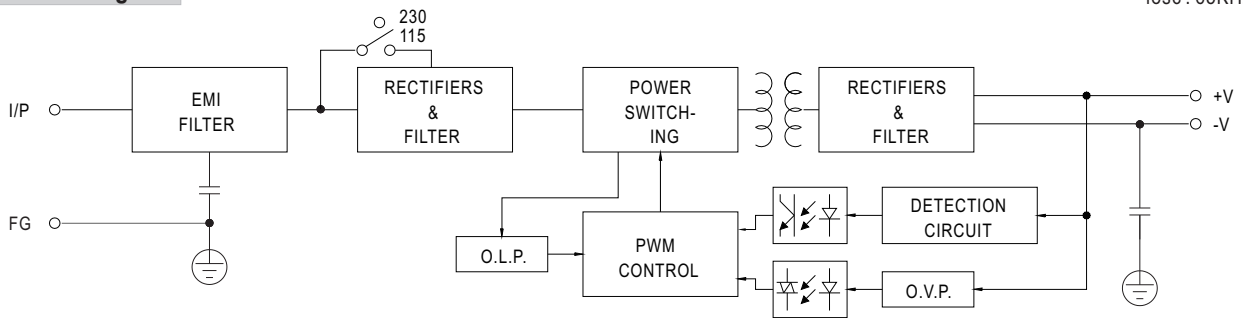 230
115
I/P
EMI
FILTER
RECTIFIERS
&
FILTER
POWER
SWITCH-
ING
RECTIFIERS
&
FILTER
+V
-V
FG
O.L.P.
PWM
CONTROL
DETECTION
CIRCUIT
O.V.P.